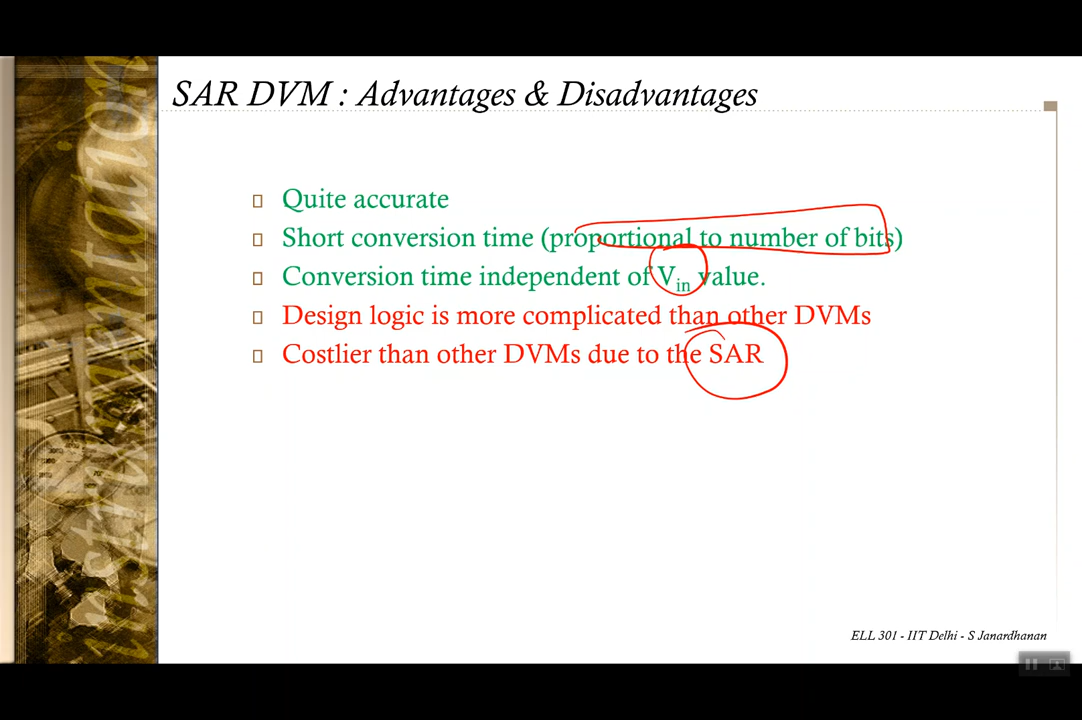 SAR DVM : Advantages & Disadvantages
Quite accurate
Short conversion time (proportional to number of bits)
Conversion time independent of Vin value.
Design logic is more complicated than other DVMs
Costlier than other DVMs due to the SAR
ELL 301 - IIT Delhi - S Janardhanan
instrumentation